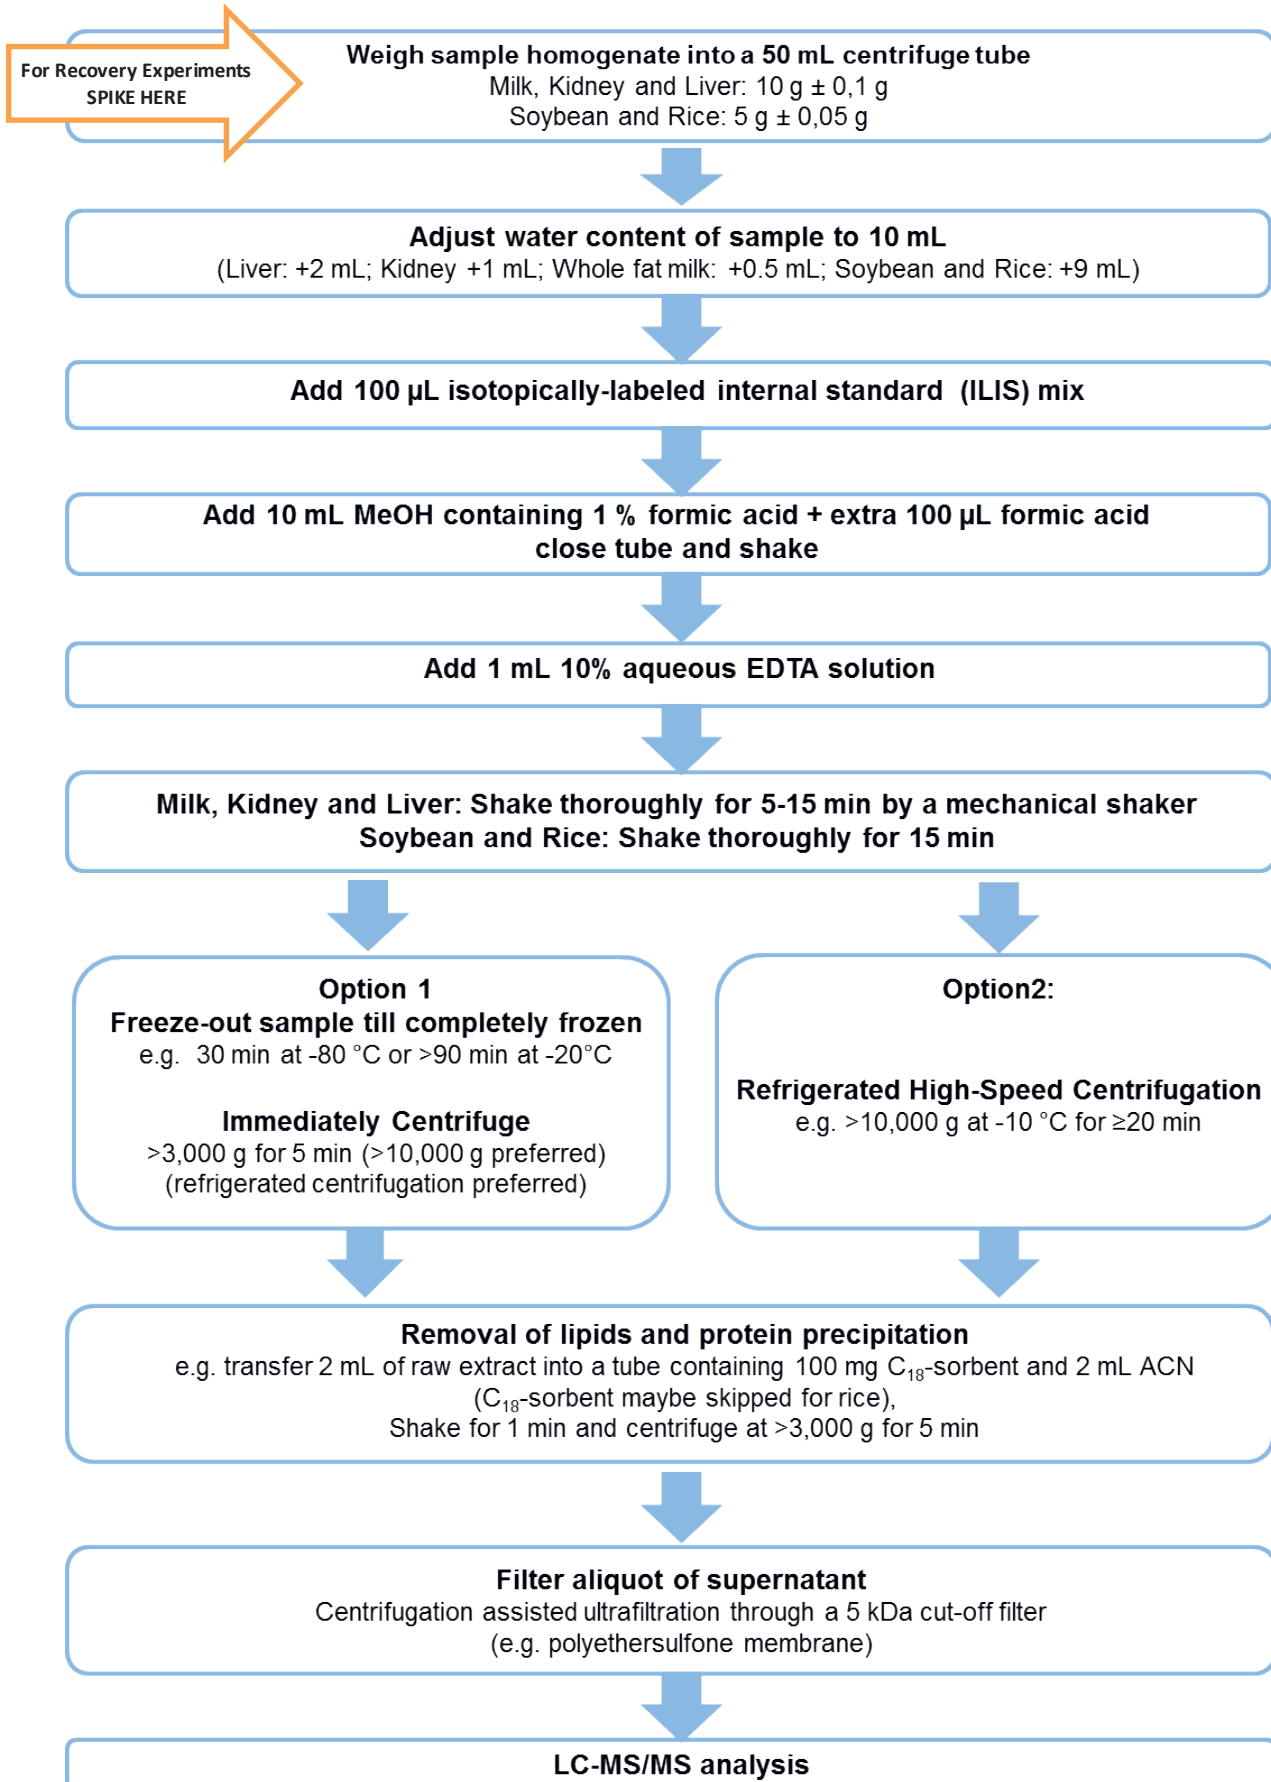 For Recovery Experiments
SPIKE HERE
Weigh sample homogenate into a 50 mL centrifuge tube
Milk, Kidney and Liver: 10 g ± 0,1 g
Soybean and Rice: 5 g ± 0,05 g
Adjust water content of sample to 10 mL
(Liver: +2 mL; Kidney +1 mL; Whole fat milk: +0.5 mL; Soybean and Rice: +9 mL)
Add 100 µL isotopically-labeled internal standard (ILIS) mix
Add 10 mL MeOH containing 1 % formic acid + extra 100 µL formic acid
close tube and shake
Add 1 mL 10% aqueous EDTA solution
Milk, Kidney and Liver: Shake thoroughly for 5-15 min by a mechanical shaker
Soybean and Rice: Shake thoroughly for 15 min
Option 1
Freeze-out sample till completely frozen
e.g. 30 min at -80 °C or >90 min at -20°C
Immediately Centrifuge
>3,000 g for 5 min (>10,000 g preferred)
(refrigerated centrifugation preferred)
Option2:
Refrigerated High-Speed Centrifugation
e.g. >10,000 g at -10 °C for ≥20 min
Removal of lipids and protein precipitation
e.g. transfer 2 mL of raw extract into a tube containing 100 mg C₁₈-sorbent and 2 mL ACN
(C₁₈-sorbent maybe skipped for rice),
Shake for 1 min and centrifuge at >3,000 g for 5 min
Filter aliquot of supernatant
Centrifugation assisted ultrafiltration through a 5 kDa cut-off filter
(e.g. polyethersulfone membrane)
LC-MS/MS analysis